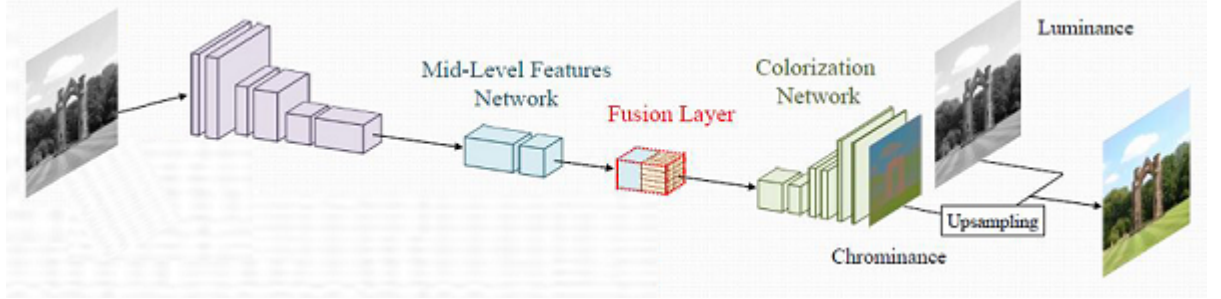 Mid-Level Features
Network
Fusion Layer
Colorization
Network
Chrominance
Luminance
Upsampling